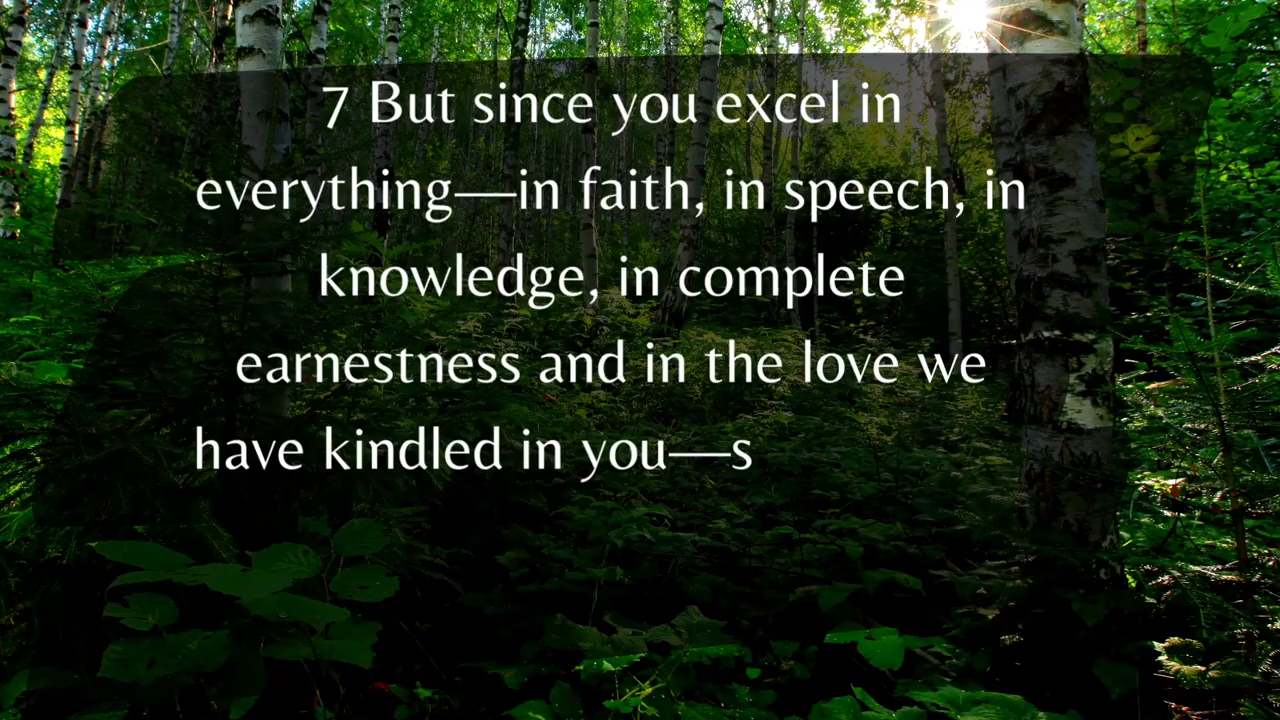 7 But since you excel in
everything—in faith, in speech, in
knowledge, in complete
earnestness and in the love we
have kindled in you—s